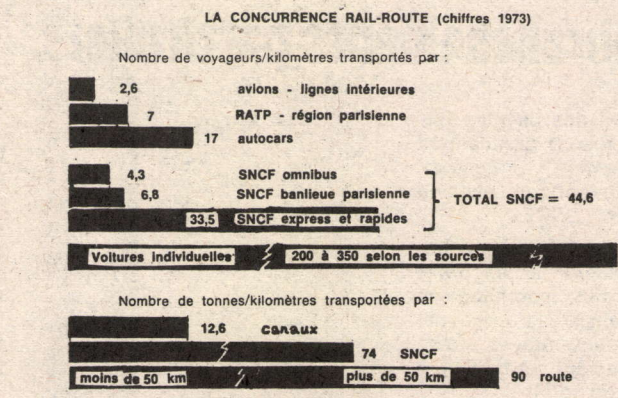 LA CONCURRENCE RAIL-ROUTE (chiffres 1973)
Nombre de voyageurs/kilomètres transportés par :
2,6 avions - lignes intérieures
7 RATP - région parisienne
17 autocars
4,3 SNCF omnibus
6,8 SNCF banlieue parisienne
TOTAL SNCF = 44,6
33,5 SNCF express et rapides
Voitures individuelles 200 à 350 selon les sources
Nombre de tonnes/kilomètres transportées par :
12,6 canaux
74 SNCF
moins de 50 km plus de 50 km 90 route